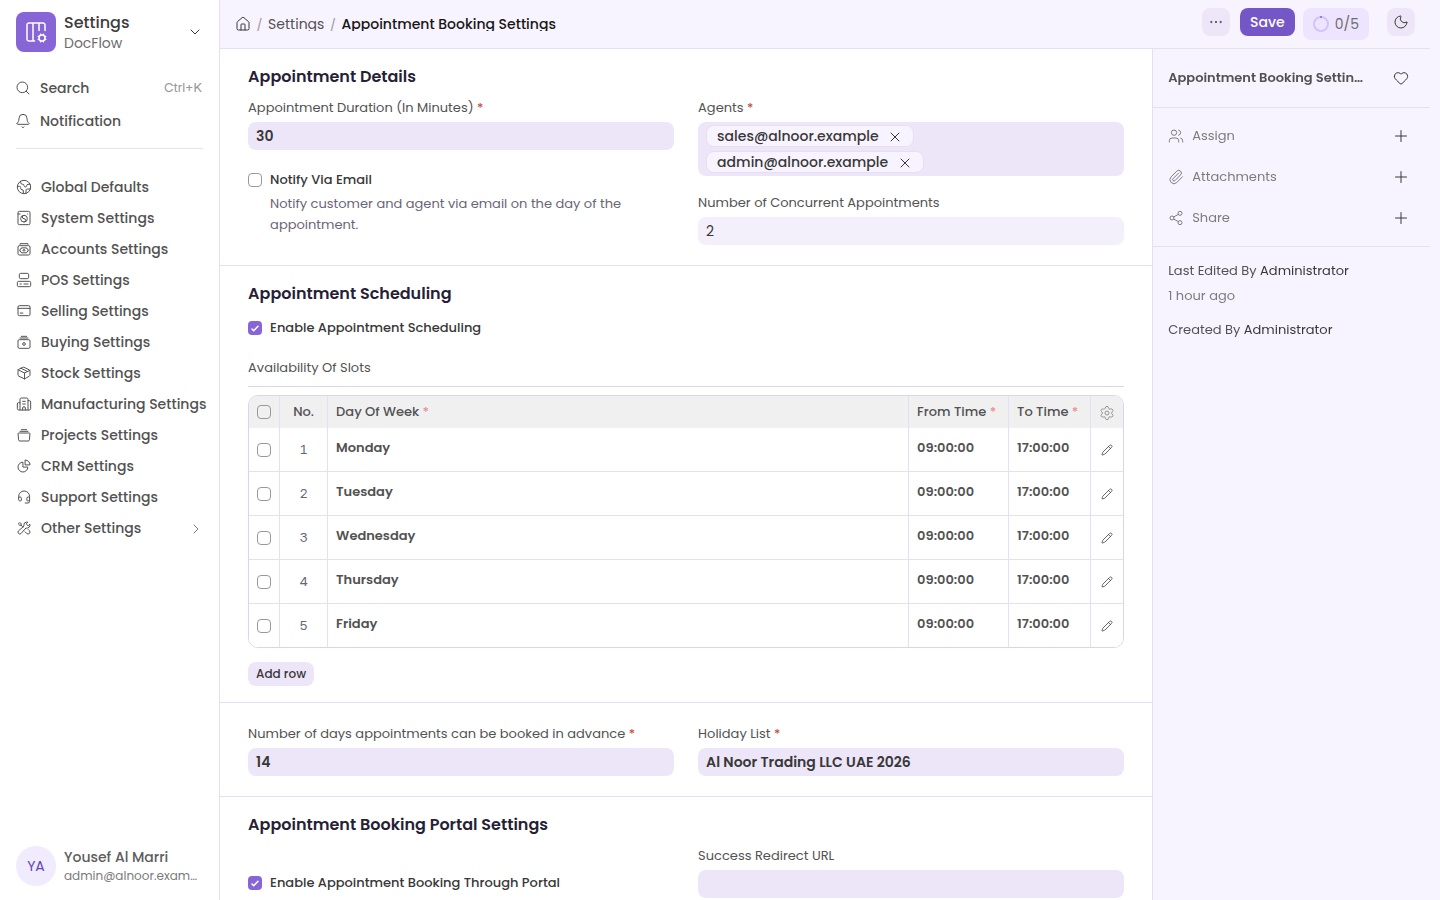 Settings
DocFlow
Search Ctrl+K
Notification
Global Defaults
System Settings
Accounts Settings
POS Settings
Selling Settings
Buying Settings
Stock Settings
Manufacturing Settings
Projects Settings
CRM Settings
Support Settings
Other Settings
YA
Yousef Al Marri
admin@alnoor.exam...
/ Settings / Appointment Booking Settings
... Save 0/5
Appointment Details
Appointment Duration (In Minutes) *
30
Notify Via Email
Notify customer and agent via email on the day of the
appointment.
Agents *
sales@alnoor.example
admin@alnoor.example
Number of Concurrent Appointments
2
Appointment Scheduling
Enable Appointment Scheduling
Availability Of Slots
No. Day Of Week * From Time * To Time *
1 Monday 09:00:00 17:00:00
2 Tuesday 09:00:00 17:00:00
3 Wednesday 09:00:00 17:00:00
4 Thursday 09:00:00 17:00:00
5 Friday 09:00:00 17:00:00
Add row
Number of days appointments can be booked in advance *
14
Holiday List *
Al Noor Trading LLC UAE 2026
Appointment Booking Portal Settings
Enable Appointment Booking Through Portal
Success Redirect URL
Appointment Booking Settin...
Assign
Attachments
Share
Last Edited By Administrator
1 hour ago
Created By Administrator